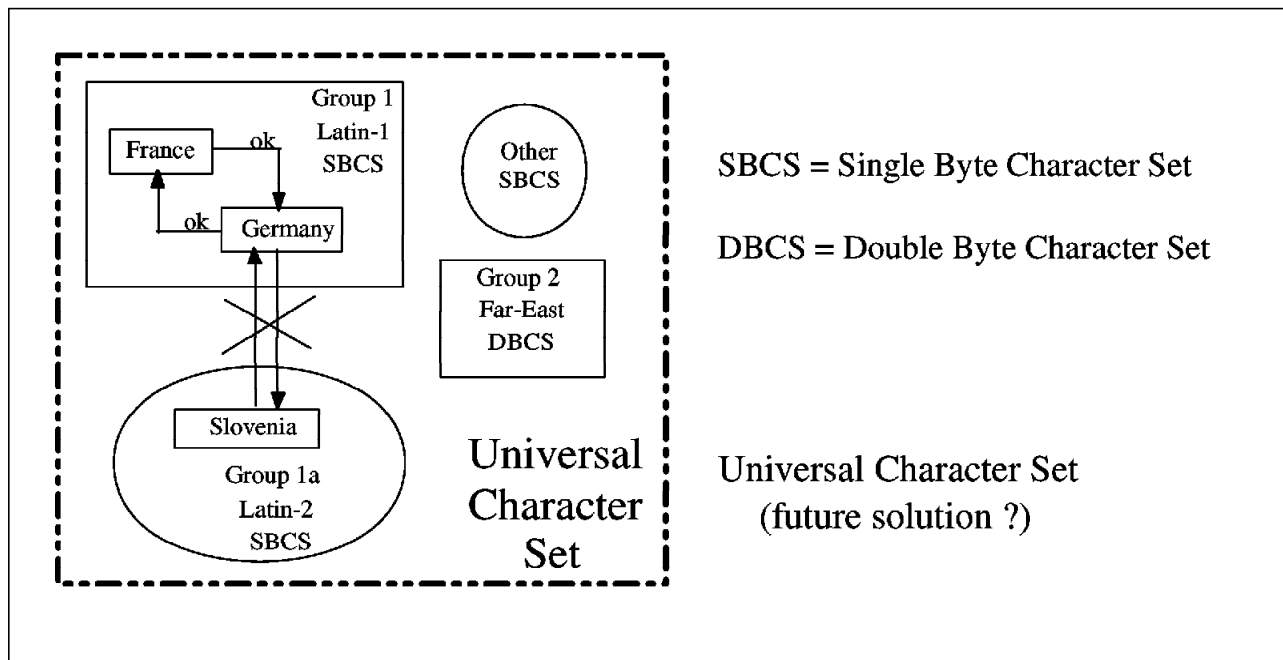 Group 1
Latin-1
SBCS
France
ok
ok
Germany
Slovenia
Group 1a
Latin-2
SBCS
Other
SBCS
Group 2
Far-East
DBCS
Universal
Character
Set
SBCS = Single Byte Character Set
DBCS = Double Byte Character Set
Universal Character Set
(future solution ?)